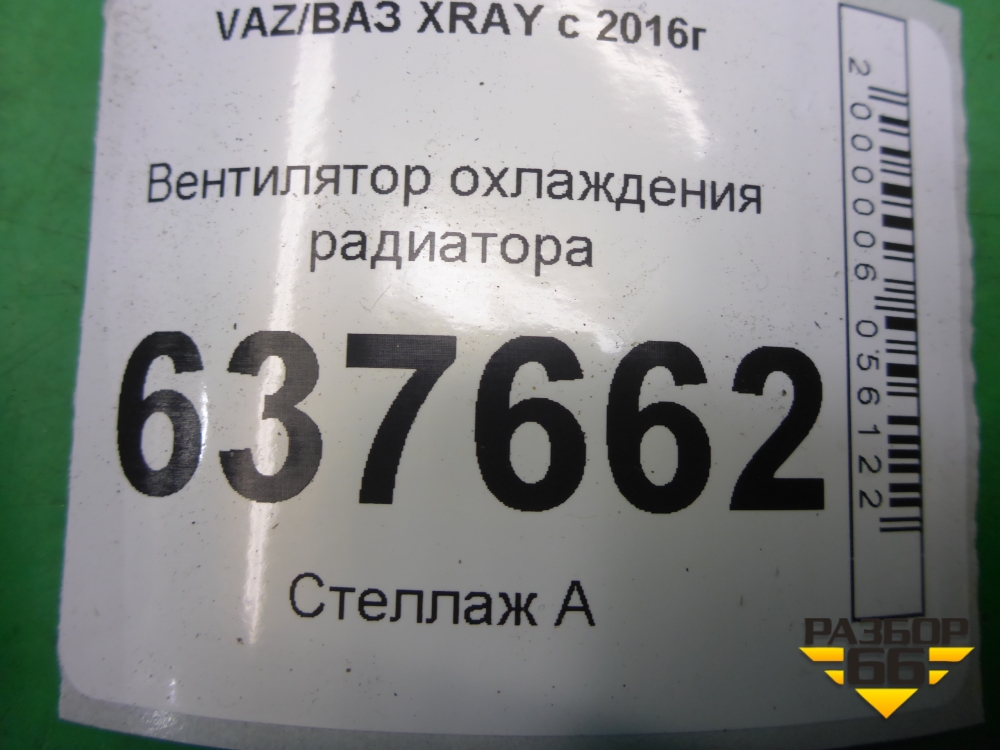 VAZ/ВАЗ XRAY с 2016г
Вентилятор охлаждения
радиатора
637662
Стеллаж А
2000006056122
РАЗБОР
66